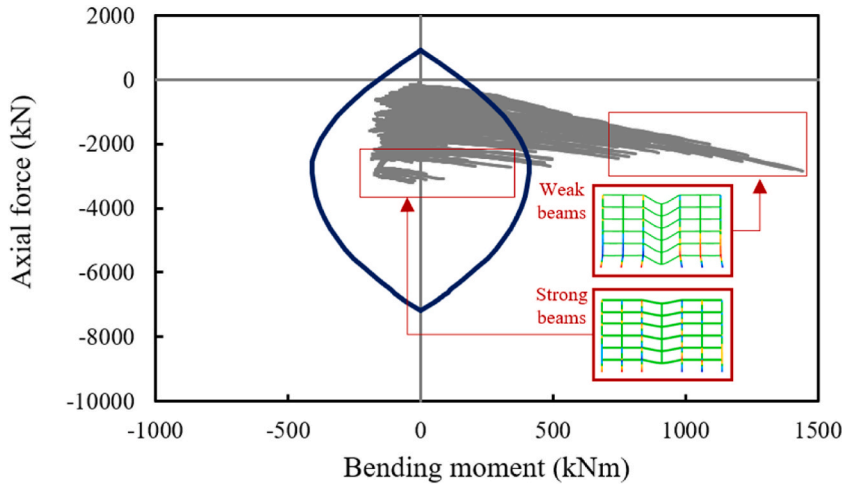 2000
0
-2000
-4000
-6000
-8000
-10000
Axial force (kN)
Weak
beams
Strong
beams
-1000
-500
0
500
1000
1500
Bending moment (kNm)